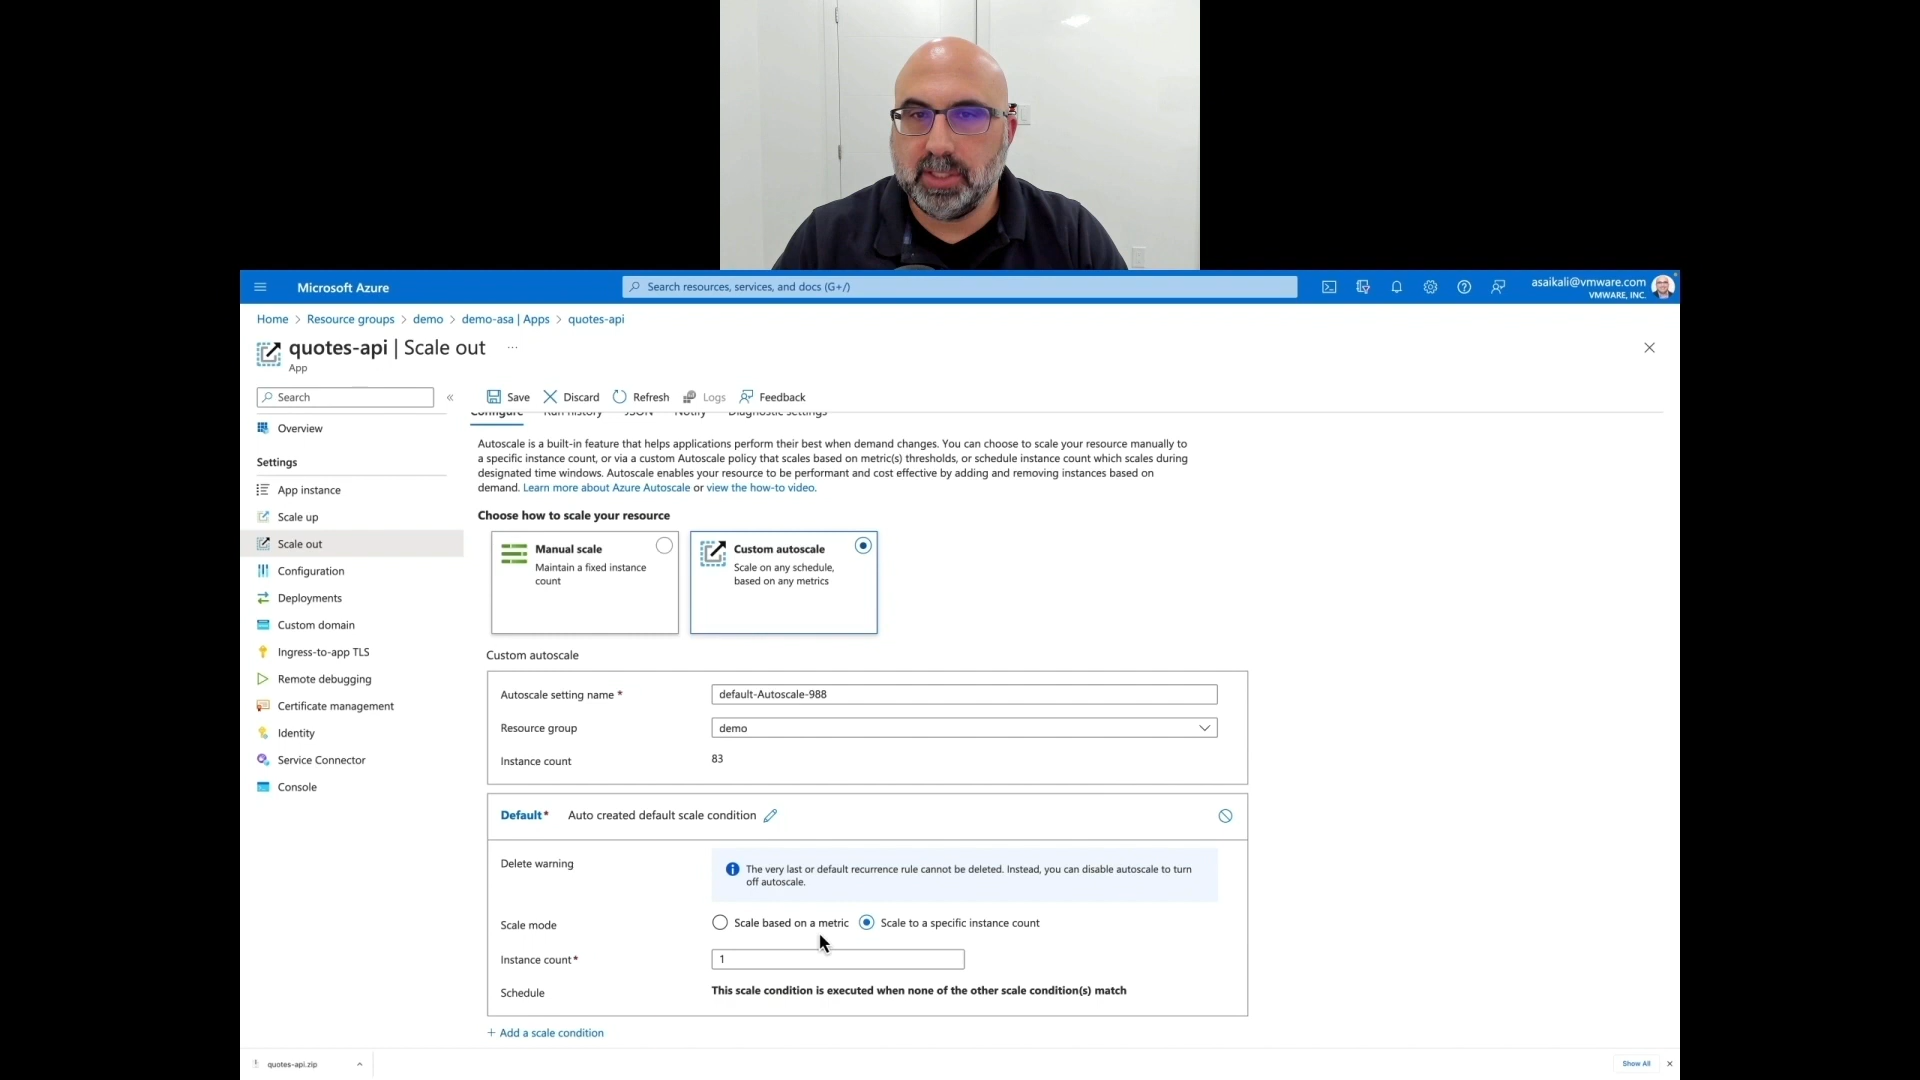 Microsoft Azure
Search resources, services, and docs (G+/)
asaikali@vmware.com
VMWARE, INC.
Home > Resource groups > demo > demo-asa | Apps > quotes-api
quotes-api | Scale out ...
App
Search
«
Save
Discard
Refresh
Logs
Feedback
Configure
Run history
JSON
Notify
Diagnostic settings
Overview
Settings
App instance
Scale up
Scale out
Configuration
Deployments
Custom domain
Ingress-to-app TLS
Remote debugging
Certificate management
Identity
Service Connector
Console
Autoscale is a built-in feature that helps applications perform their best when demand changes. You can choose to scale your resource manually to
a specific instance count, or via a custom Autoscale policy that scales based on metric(s) thresholds, or schedule instance count which scales during
designated time windows. Autoscale enables your resource to be performant and cost effective by adding and removing instances based on
demand. Learn more about Azure Autoscale or view the how-to video.
Choose how to scale your resource
Manual scale
Maintain a fixed instance
count
Custom autoscale
Scale on any schedule,
based on any metrics
Custom autoscale
Autoscale setting name * default-Autoscale-988
Resource group demo
Instance count 83
Default* Auto created default scale condition
Delete warning
The very last or default recurrence rule cannot be deleted. Instead, you can disable autoscale to turn
off autoscale.
Scale mode Scale based on a metric Scale to a specific instance count
Instance count* 1
Schedule This scale condition is executed when none of the other scale condition(s) match
+ Add a scale condition
quotes-api.zip
Show All